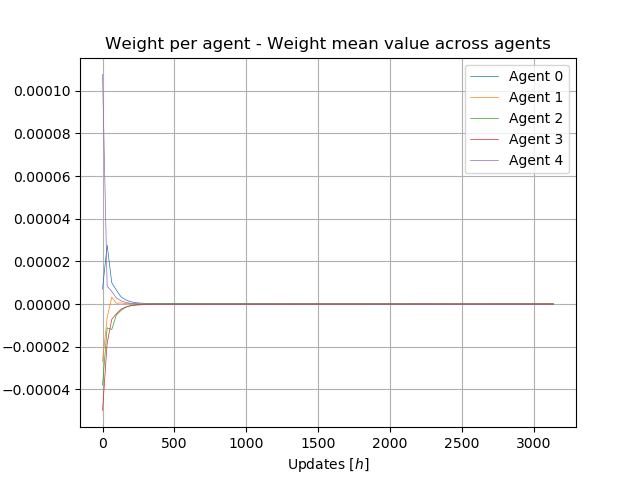 Weight per agent - Weight mean value across agents
0.00010
0.00008
0.00006
0.00004
0.00002
0.00000
−0.00002
−0.00004
Agent 0
Agent 1
Agent 2
Agent 3
Agent 4
0 500 1000 1500 2000 2500 3000
Updates [h]